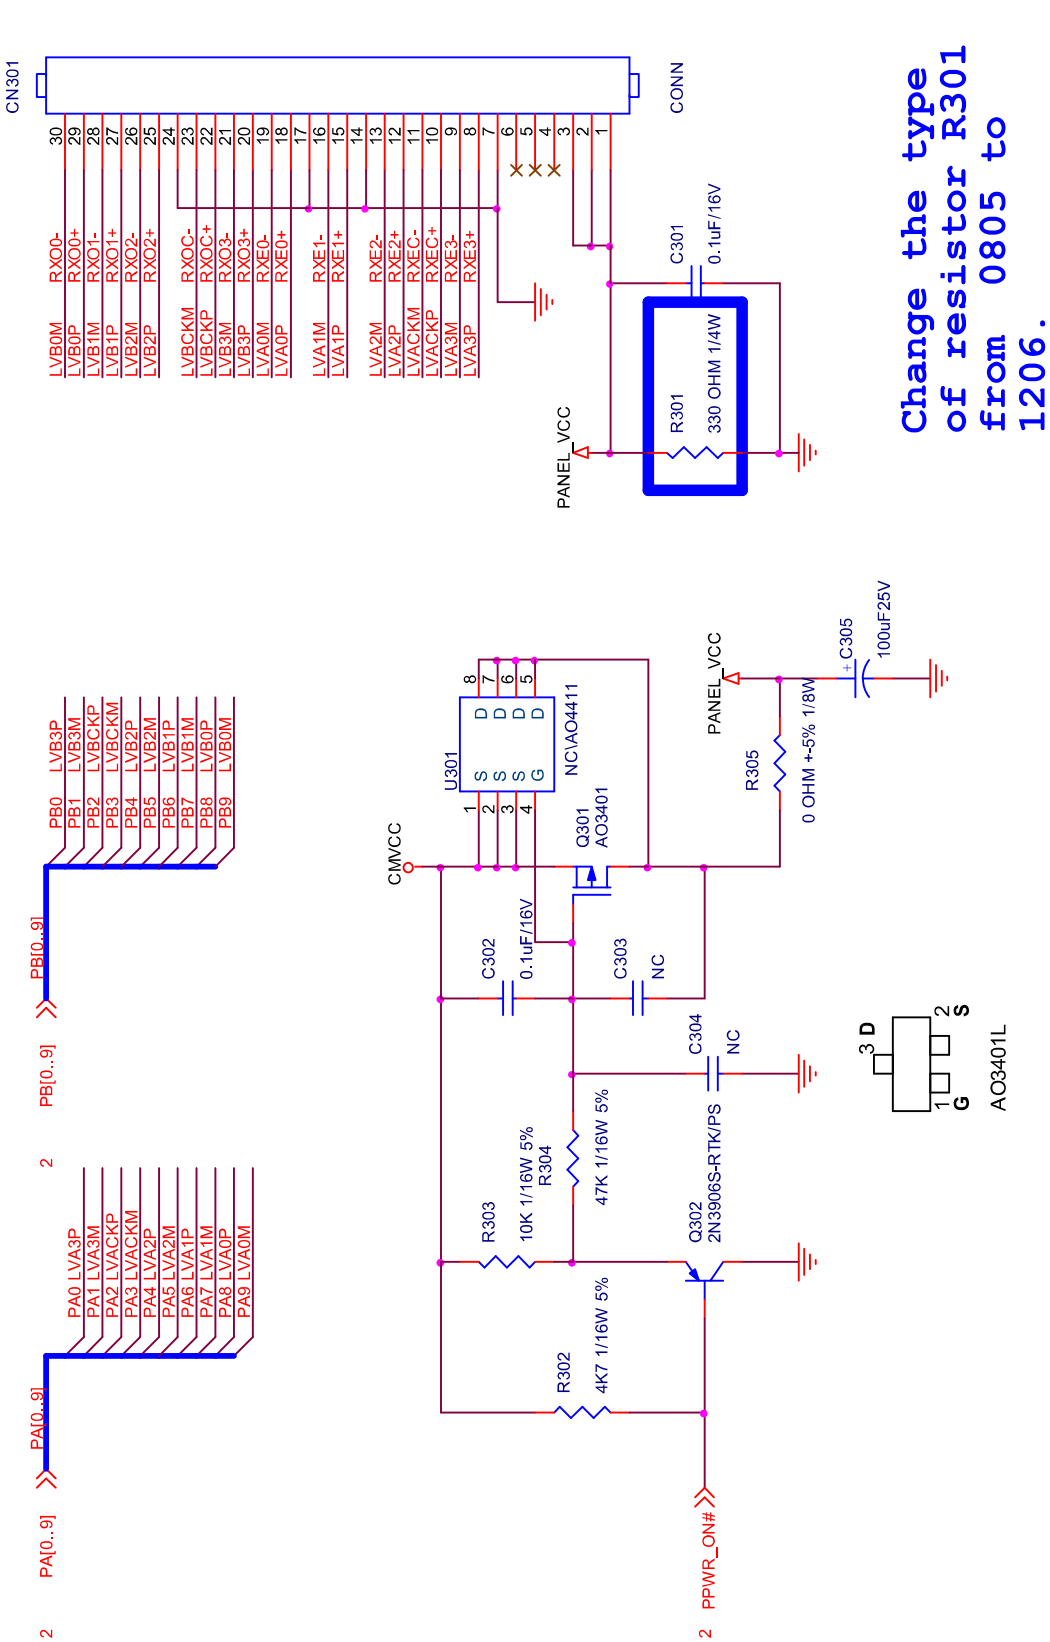 CN301
CONN
30
29
28
27
26
25
24
23
22
21
20
19
18
17
16
15
14
13
12
11
10
9
8
7
6
5
4
3
2
1
LVB0M RXO0-
LVB0P RXO0+
LVB1M RXO1-
LVB1P RXO1+
LVB2M RXO2-
LVB2P RXO2+
LVBCKM RXOC-
LVBCKP RXOC+
LVB3M RXO3-
LVB3P RXO3+
LVA0M RXE0-
LVA0P RXE0+
LVA1M RXE1-
LVA1P RXE1+
LVA2M RXE2-
LVA2P RXE2+
LVACKM RXEC-
LVACKP RXEC+
LVA3M RXE3-
LVA3P RXE3+
C301
0.1uF/16V
R301
330 OHM 1/4W
PANEL_VCC
Change the type
of resistor R301
from 0805 to
1206.
2 PB[0..9]
PB[0..9]
PB0 LVB3P
PB1 LVB3M
PB2 LVBCKP
PB3 LVBCKM
PB4 LVB2P
PB5 LVB2M
PB6 LVB1P
PB7 LVB1M
PB8 LVB0P
PB9 LVB0M
2 PA[0..9]
PA[0..9]
PA0 LVA3P
PA1 LVA3M
PA2 LVACKP
PA3 LVACKM
PA4 LVA2P
PA5 LVA2M
PA6 LVA1P
PA7 LVA1M
PA8 LVA0P
PA9 LVA0M
U301
1
2
3
4
S
S
S
G
D
D
D
D
8
7
6
5
NC\AO4411
CMVCC
Q301
AO3401
PANEL_VCC
+ C305
100uF25V
R305
0 OHM +-5% 1/8W
C302
0.1uF/16V
C303
NC
C304
NC
R303
10K 1/16W 5%
R304
47K 1/16W 5%
Q302
2N3906S-RTK/PS
R302
4K7 1/16W 5%
2 PPWR_ON#
3 D
1
G
2
S
AO3401L